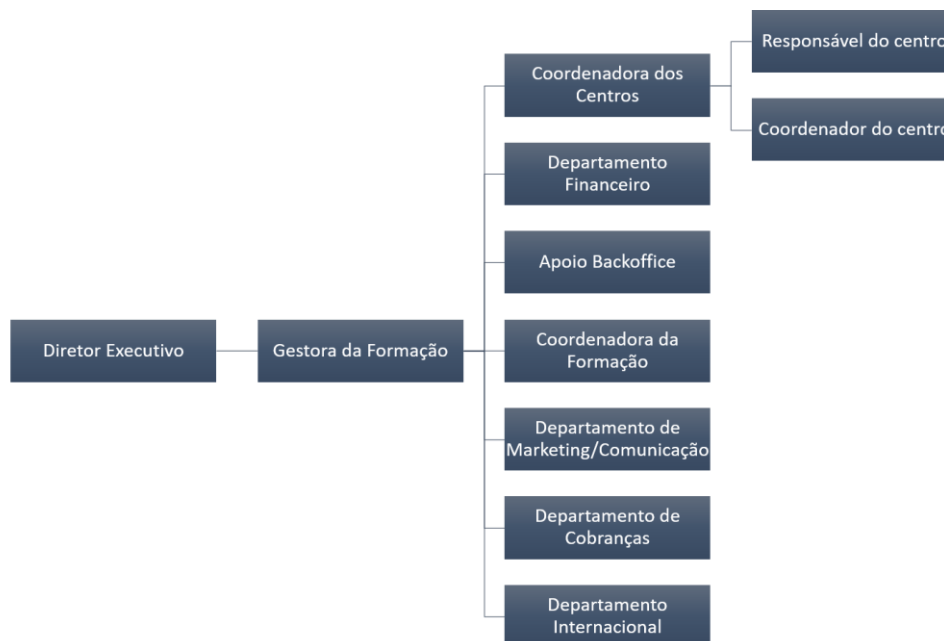 Responsável do centro
Coordenadora dos
Centros
Coordenador do centro
Departamento
Financeiro
Apoio Backoffice
Diretor Executivo
Gestora da Formação
Coordenadora da
Formação
Departamento de
Marketing/Comunicação
Departamento de
Cobranças
Departamento
Internacional